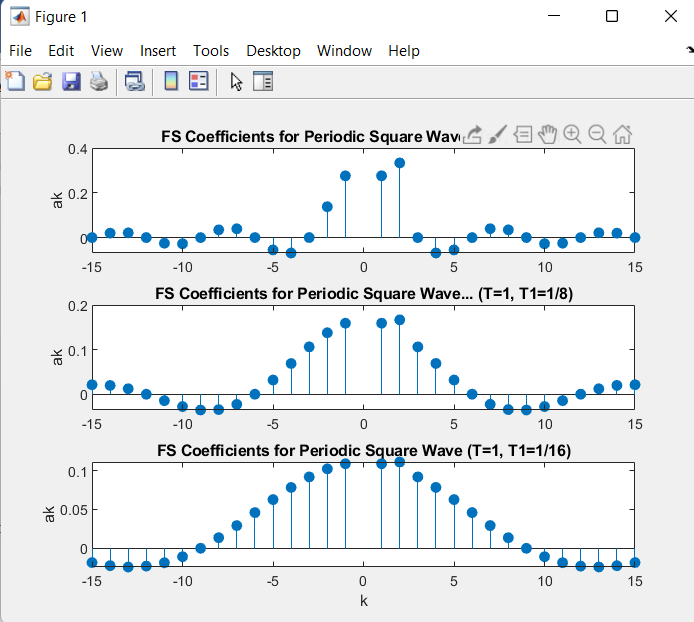 Figure 1
File Edit View Insert Tools Desktop Window Help
FS Coefficients for Periodic Square Wav
0.4
0.2
0
ak
-15 -10 -5 0 5 10 15
FS Coefficients for Periodic Square Wave... (T=1, T1=1/8)
0.2
0.1
0
ak
-15 -10 -5 0 5 10 15
FS Coefficients for Periodic Square Wave (T=1, T1=1/16)
0.1
0.05
0
ak
-15 -10 -5 0 5 10 15
k